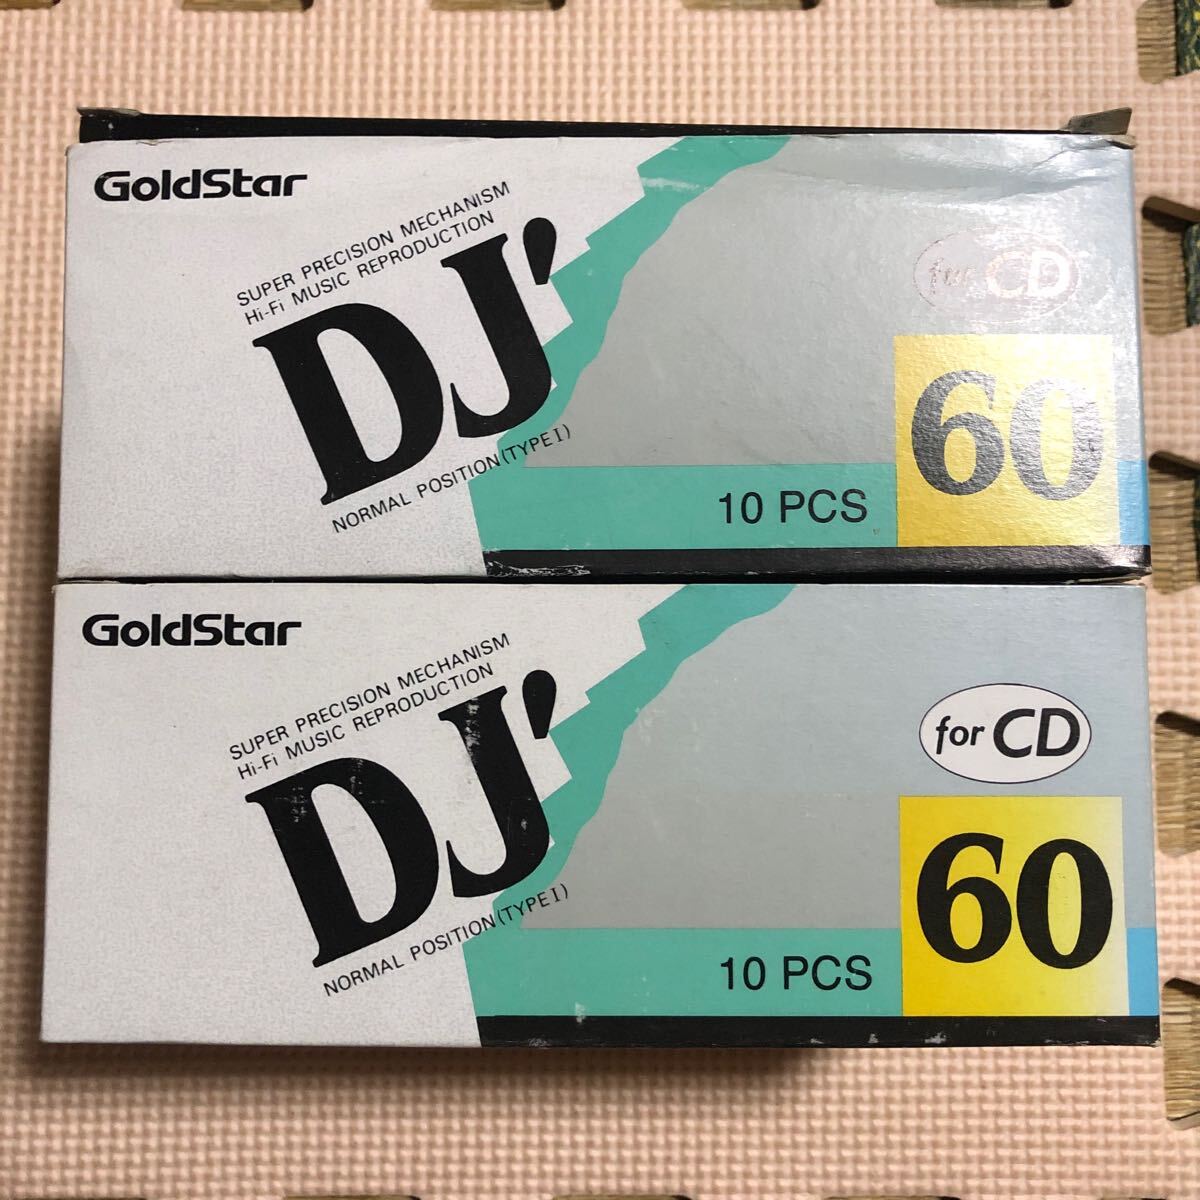 GoldStar
SUPER PRECISION MECHANISM
Hi-Fi MUSIC REPRODUCTION
DJ'
NORMAL POSITION (TYPE I)
for CD
60
10 PCS
GoldStar
SUPER PRECISION MECHANISM
Hi-Fi MUSIC REPRODUCTION
DJ'
NORMAL POSITION (TYPE I)
for CD
60
10 PCS